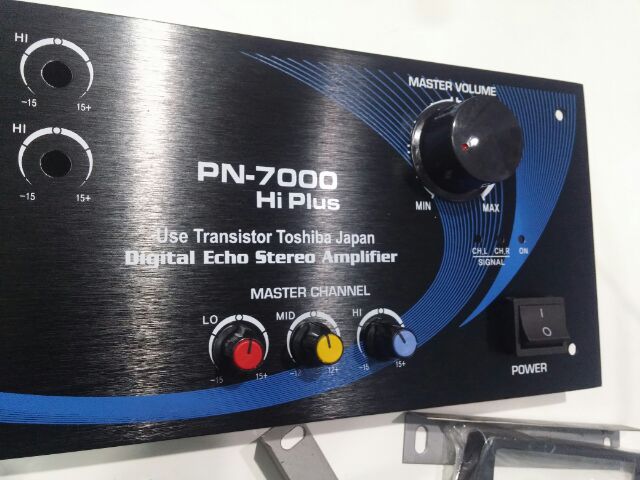 HI
-15 15+
HI
-15 15+
MASTER VOLUME
MIN MAX
PN-7000
Hi Plus
Use Transistor Toshiba Japan
Digital Echo Stereo Amplifier
CH.L CH.R ON
SIGNAL
MASTER CHANNEL
LO MID HI
-15 15+ -12 12+ -15 15+
I
O
POWER